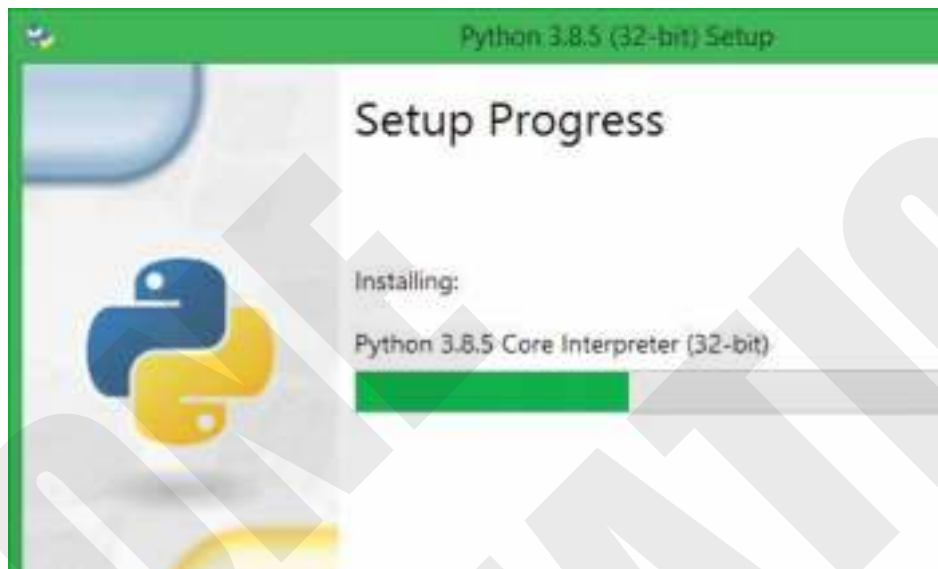 Python 3.8.5 (32-bit) Setup
Setup Progress
Installing:
Python 3.8.5 Core Interpreter (32-bit)